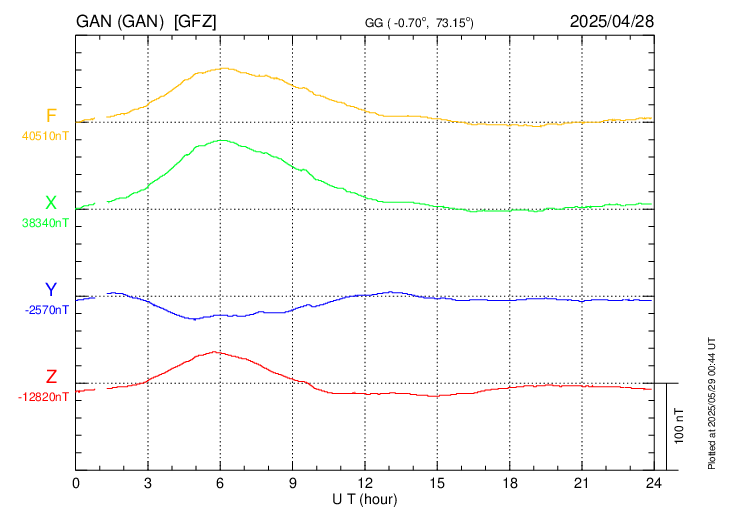 GAN (GAN) [GFZ]
GG ( -0.70°, 73.15°)
2025/04/28
F
40510nT
X
38340nT
Y
-2570nT
Z
-12820nT
0 3 6 9 12 15 18 21 24
U T (hour)
100 nT
Plotted at 2025/05/29 00:44 UT